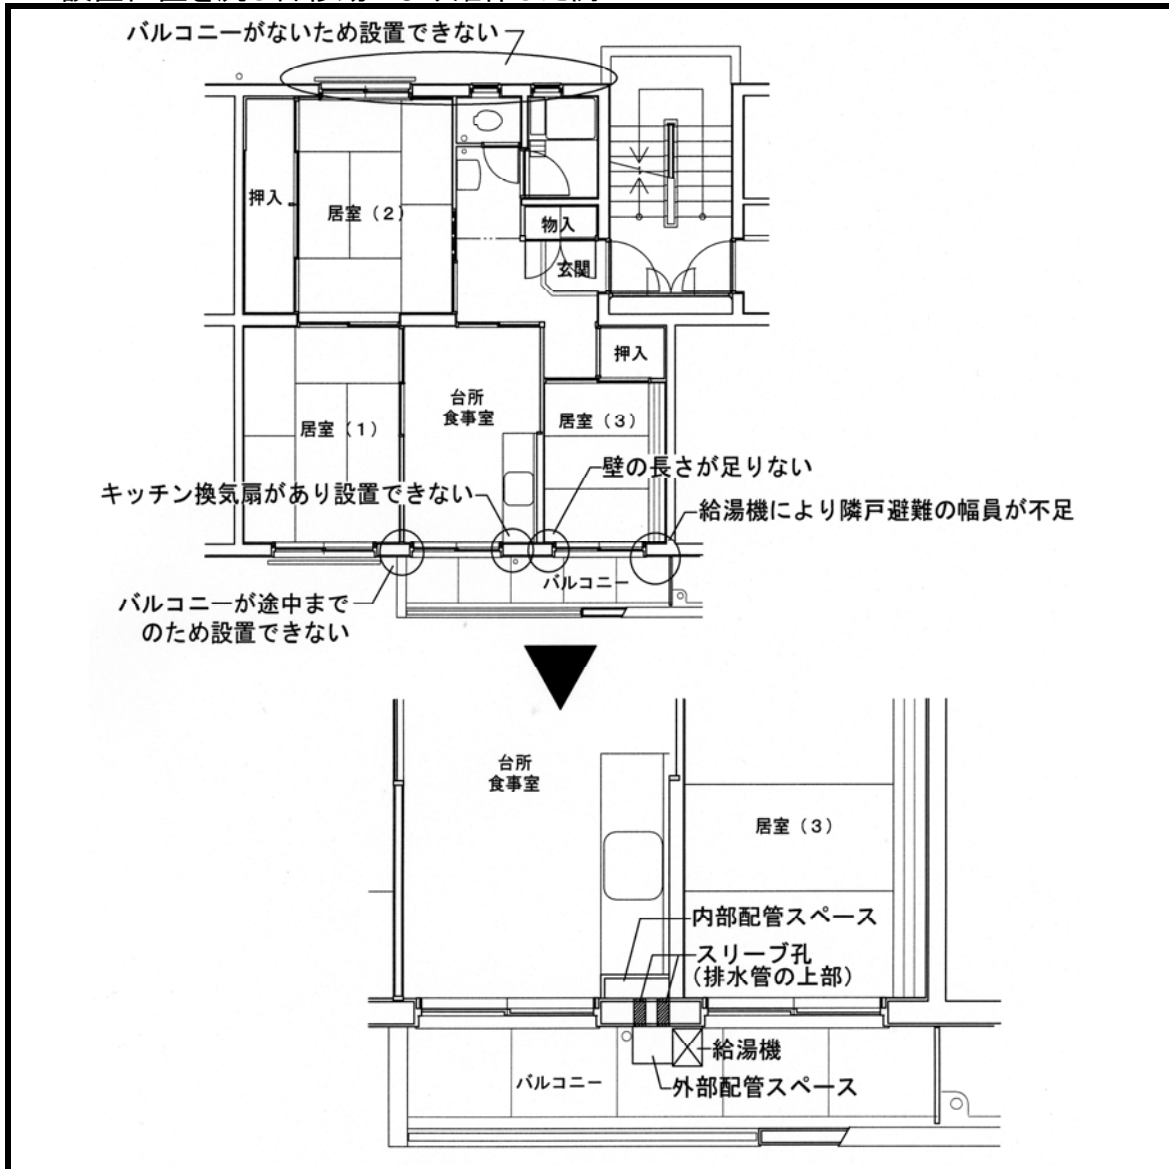 バルコニーがないため設置できない
押入
居室（2）
物入
玄関
押入
台所
食事室
居室（1）
居室（3）
壁の長さが足りない
キッチン換気扇があり設置できない
給湯機により隣戸避難の幅員が不足
バルコニー
バルコニーが途中まで
のため設置できない
台所
食事室
居室（3）
内部配管スペース
スリーブ孔
（排水管の上部）
給湯機
バルコニー
外部配管スペース